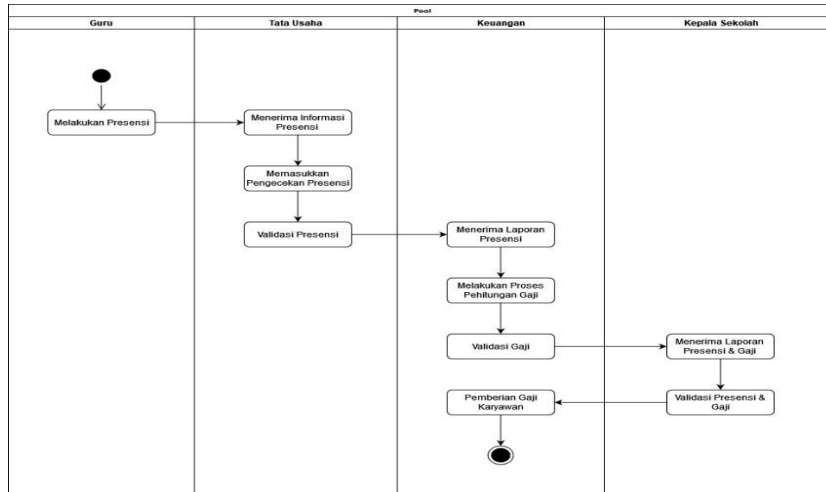 Pool
Guru
Tata Usaha
Keuangan
Kepala Sekolah
Melakukan Presensi
Menerima Informasi
Presensi
Memasukkan
Pengecekan Presensi
Validasi Presensi
Menerima Laporan
Presensi
Melakukan Proses
Pehitungan Gaji
Validasi Gaji
Menerima Laporan
Presensi & Gaji
Validasi Presensi &
Gaji
Pemberian Gaji
Karyawan